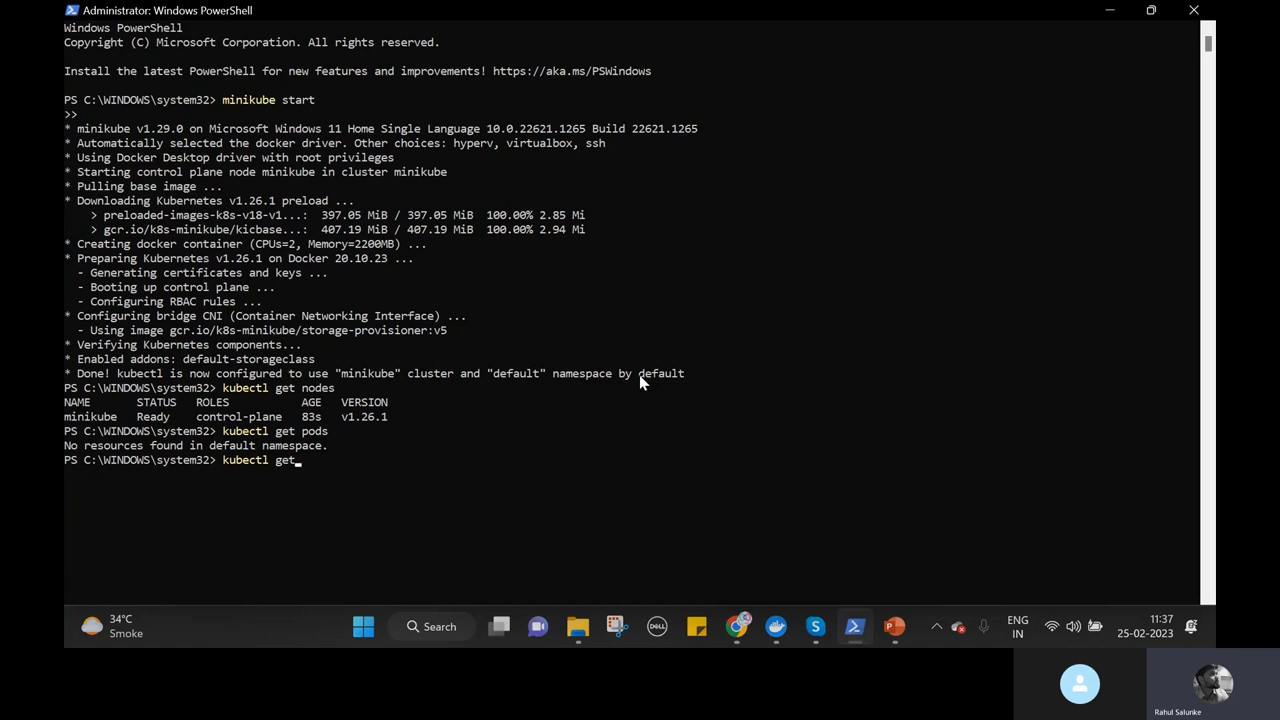 Administrator: Windows PowerShell
Windows PowerShell
Copyright (C) Microsoft Corporation. All rights reserved.
Install the latest PowerShell for new features and improvements! https://aka.ms/PSWindows
PS C:\WINDOWS\system32> minikube start
>>
* minikube v1.29.0 on Microsoft Windows 11 Home Single Language 10.0.22621.1265 Build 22621.1265
* Automatically selected the docker driver. Other choices: hyperv, virtualbox, ssh
* Using Docker Desktop driver with root privileges
* Starting control plane node minikube in cluster minikube
* Pulling base image ...
* Downloading Kubernetes v1.26.1 preload ...
    > preloaded-images-k8s-v18-v1...:  397.05 MiB / 397.05 MiB  100.00% 2.85 Mi
    > gcr.io/k8s-minikube/kicbase...:  407.19 MiB / 407.19 MiB  100.00% 2.94 Mi
* Creating docker container (CPUs=2, Memory=2200MB) ...
* Preparing Kubernetes v1.26.1 on Docker 20.10.23 ...
  - Generating certificates and keys ...
  - Booting up control plane ...
  - Configuring RBAC rules ...
* Configuring bridge CNI (Container Networking Interface) ...
  - Using image gcr.io/k8s-minikube/storage-provisioner:v5
* Verifying Kubernetes components...
* Enabled addons: default-storageclass
* Done! kubectl is now configured to use "minikube" cluster and "default" namespace by default
PS C:\WINDOWS\system32> kubectl get nodes
NAME       STATUS   ROLES           AGE   VERSION
minikube   Ready    control-plane   83s   v1.26.1
PS C:\WINDOWS\system32> kubectl get pods
No resources found in default namespace.
PS C:\WINDOWS\system32> kubectl get
34°C
Smoke
Search
DELL
ENG
IN
11:37
25-02-2023
Rahul Salunke